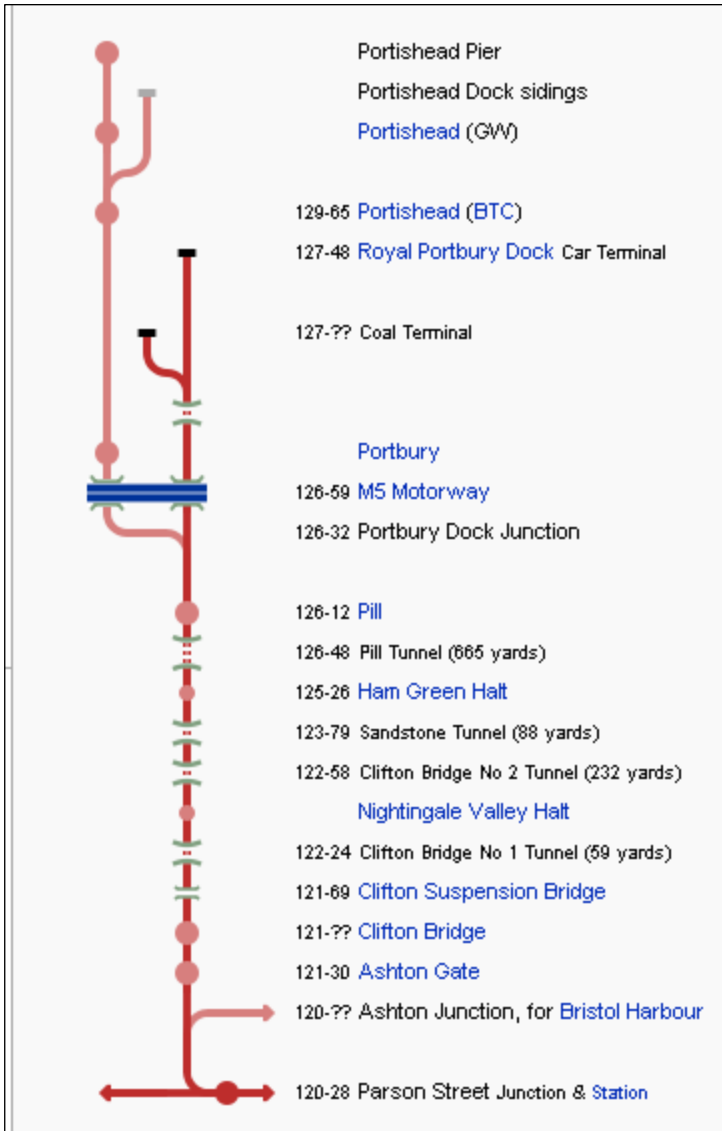 Portishead Pier
Portishead Dock sidings
Portishead (GW)
129-65 Portishead (BTC)
127-48 Royal Portbury Dock Car Terminal
127-?? Coal Terminal
Portbury
126-59 M5 Motorway
126-32 Portbury Dock Junction
126-12 Pill
126-48 Pill Tunnel (665 yards)
125-26 Ham Green Halt
123-79 Sandstone Tunnel (88 yards)
122-58 Clifton Bridge No 2 Tunnel (232 yards)
Nightingale Valley Halt
122-24 Clifton Bridge No 1 Tunnel (59 yards)
121-69 Clifton Suspension Bridge
121-?? Clifton Bridge
121-30 Ashton Gate
120-?? Ashton Junction, for Bristol Harbour
120-28 Parson Street Junction & Station